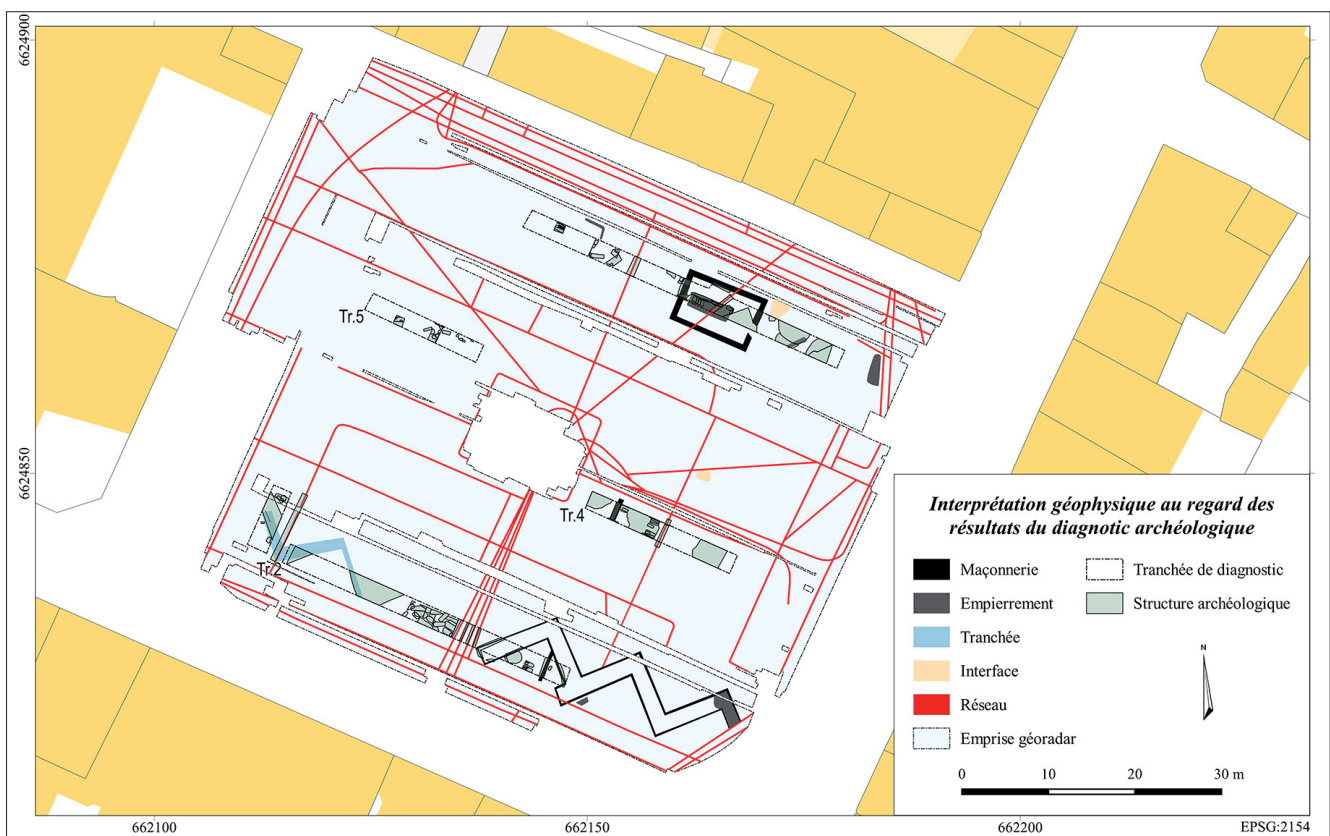 6624900
6624850
Tr.5
Tr.4
Tr.2
Interprétation géophysique au regard des
résultats du diagnotic archéologique
Maçonnerie
Tranchée de diagnostic
Empierrement
Structure archéologique
Tranchée
Interface
N
Réseau
Emprise géoradar
0 10 20 30 m
662100
662150
662200
EPSG:2154